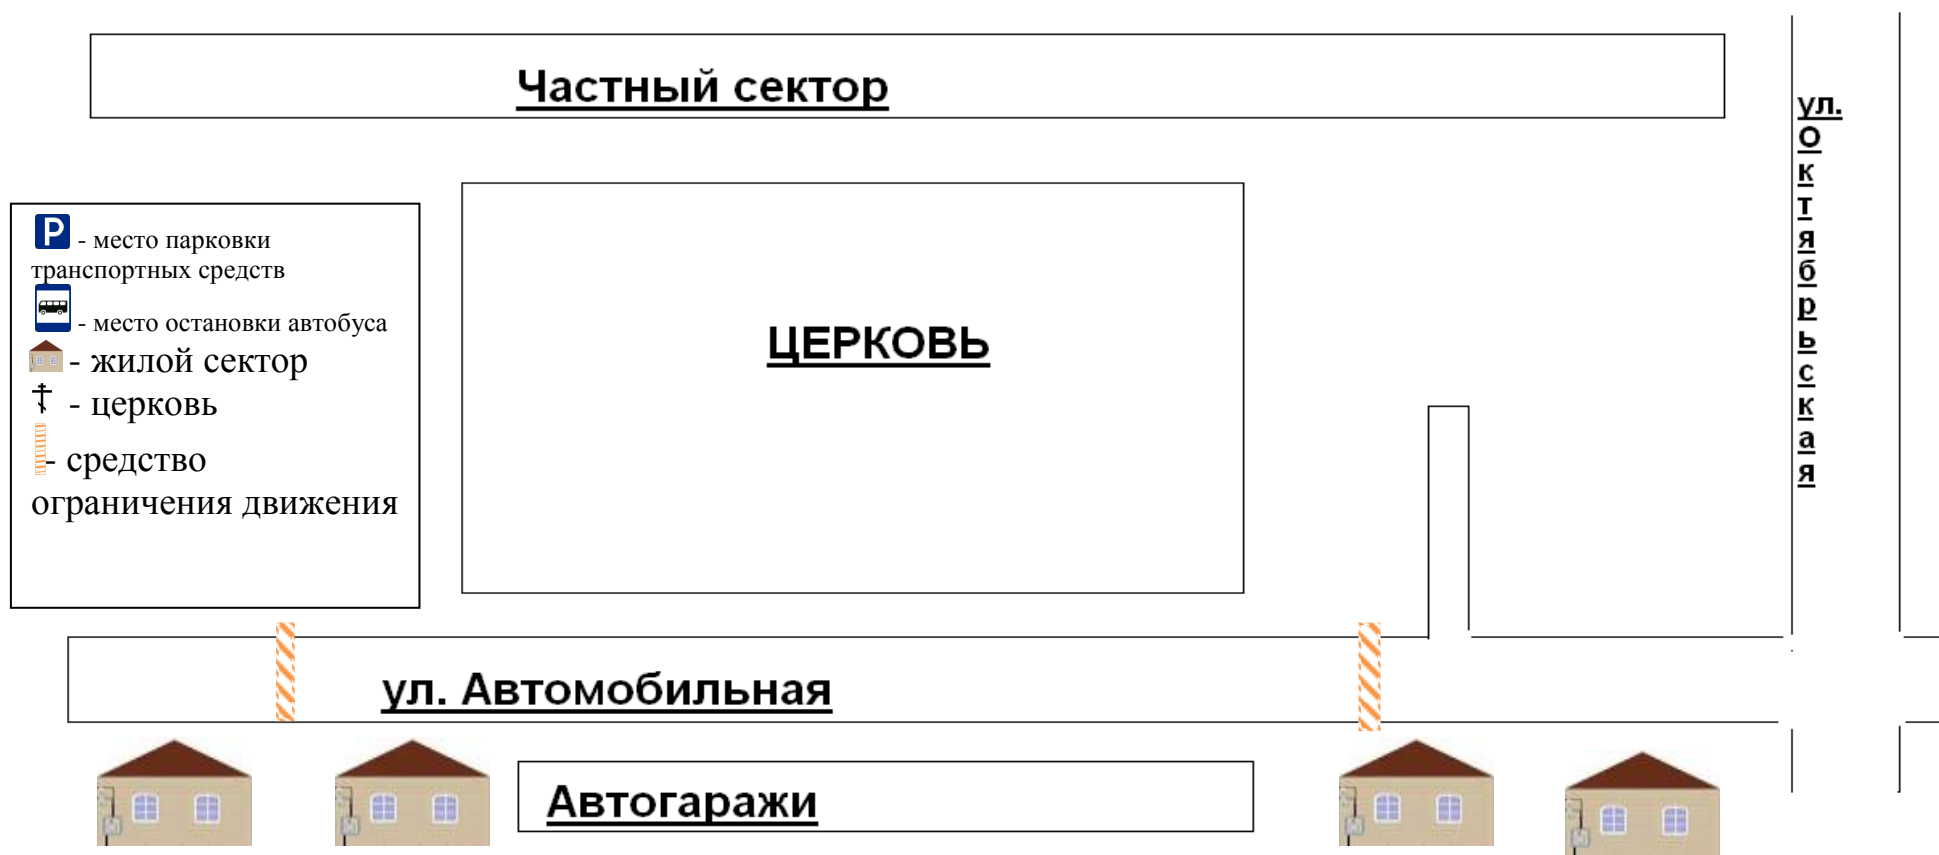 Частный сектор
ул.
Октябрьская
P - место парковки
транспортных средств
- место остановки автобуса
- жилой сектор
- церковь
- средство
ограничения движения
ЦЕРКОВЬ
ул. Автомобильная
Автогаражи